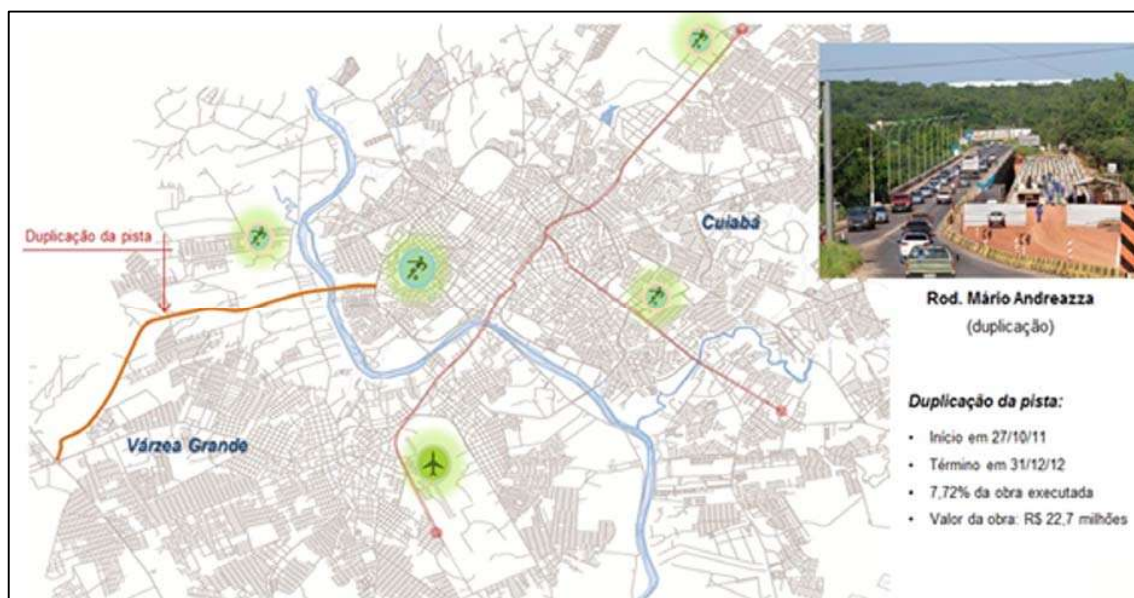 Duplicação da pista
Cuiabá
Várzea Grande
Rod. Mário Andreazza
(duplicação)
Duplicação da pista:
• Início em 27/10/11
• Término em 31/12/12
• 7,72% da obra executada
• Valor da obra: R$ 22,7 milhões